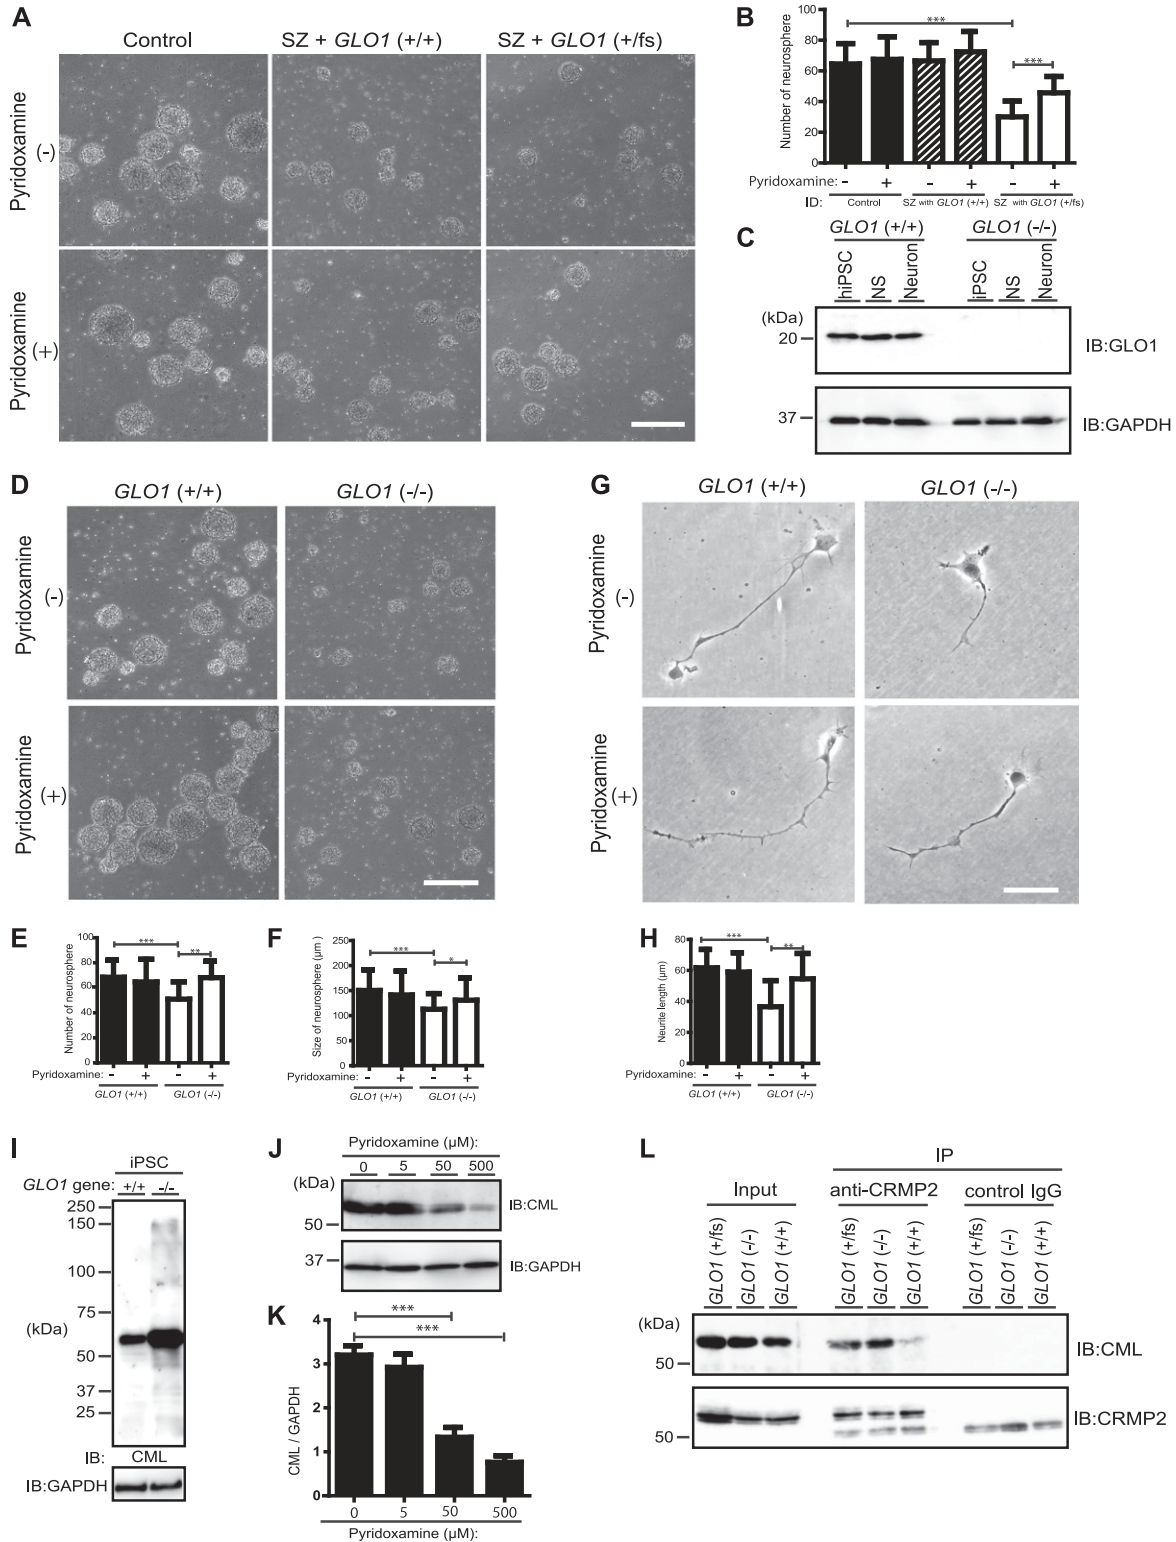 A
Control
SZ + GLO1 (+/+)
SZ + GLO1 (+/fs)
Pyridoxamine
(-)
Pyridoxamine
(+)
B
Number of neurosphere
100
80
60
40
20
0
***
***
Pyridoxamine: - + - + - +
ID: Control SZ with GLO1 (+/+) SZ with GLO1 (+/fs)
C
GLO1 (+/+) GLO1 (-/-)
hiPSC NS Neuron iPSC NS Neuron
(kDa)
20
IB:GLO1
37
IB:GAPDH
D
GLO1 (+/+) GLO1 (-/-)
Pyridoxamine
(-)
Pyridoxamine
(+)
G
GLO1 (+/+) GLO1 (-/-)
Pyridoxamine
(-)
Pyridoxamine
(+)
E
Number of neurosphere
100
80
60
40
20
0
***
**
Pyridoxamine: - + - +
GLO1 (+/+) GLO1 (-/-)
F
Size of neurosphere (μm )
250
200
150
100
50
0
***
*
Pyridoxamine: - + - +
GLO1 (+/+) GLO1 (-/-)
H
Neurite length (μm)
80
60
40
20
0
***
**
Pyridoxamine: - + - +
GLO1 (+/+) GLO1 (-/-)
I
iPSC
GLO1 gene: +/+ -/-
250
150
100
75
(kDa)
50
37
25
IB: CML
IB:GAPDH
J
Pyridoxamine (μM):
0 5 50 500
(kDa)
50
IB:CML
37
IB:GAPDH
K
CML / GAPDH
4
3
2
1
0
***
***
0 5 50 500
Pyridoxamine (μM):
L
IP
Input anti-CRMP2 control IgG
GLO1 (+/fs) GLO1 (-/-) GLO1 (+/+) GLO1 (+/fs) GLO1 (-/-) GLO1 (+/+) GLO1 (+/fs) GLO1 (-/-) GLO1 (+/+)
(kDa)
50
IB:CML
50
IB:CRMP2